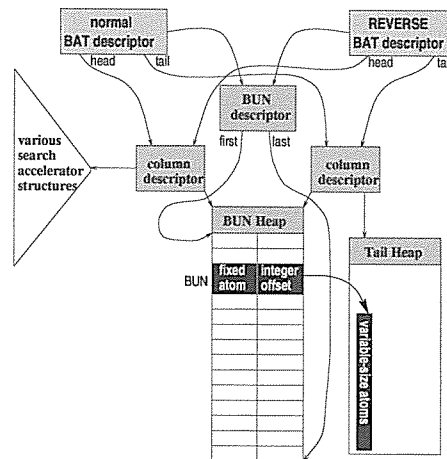 normal
BAT descriptor
REVERSE
BAT descriptor
head
tail
head
ta
BUN
descriptor
first
last
various
search
accelerator
structures
column
descriptor
column
descriptor
BUN Heap
Tail Heap
BUN
fixed
atom
integer
offset
variable-size atoms